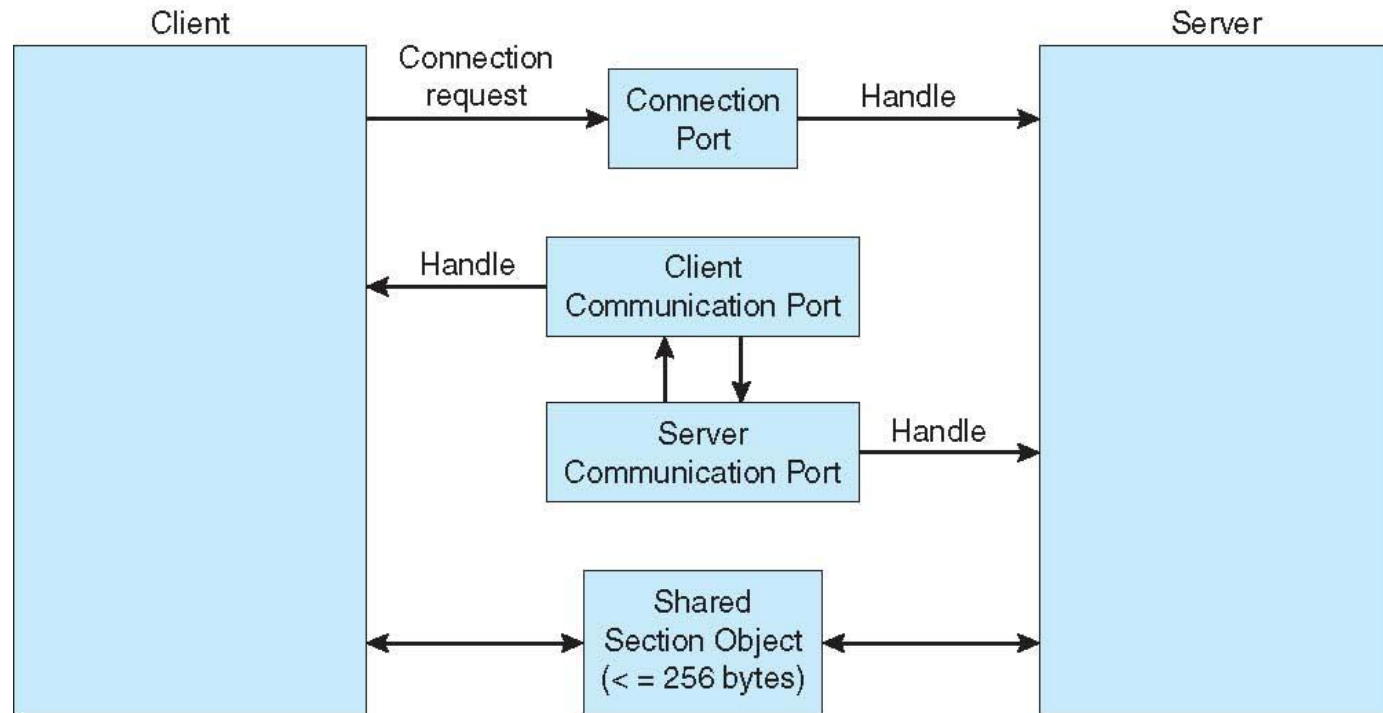 Client
Server
Connection
request
Connection
Port
Handle
Handle
Client
Communication Port
Server
Communication Port
Handle
Shared
Section Object
(< = 256 bytes)